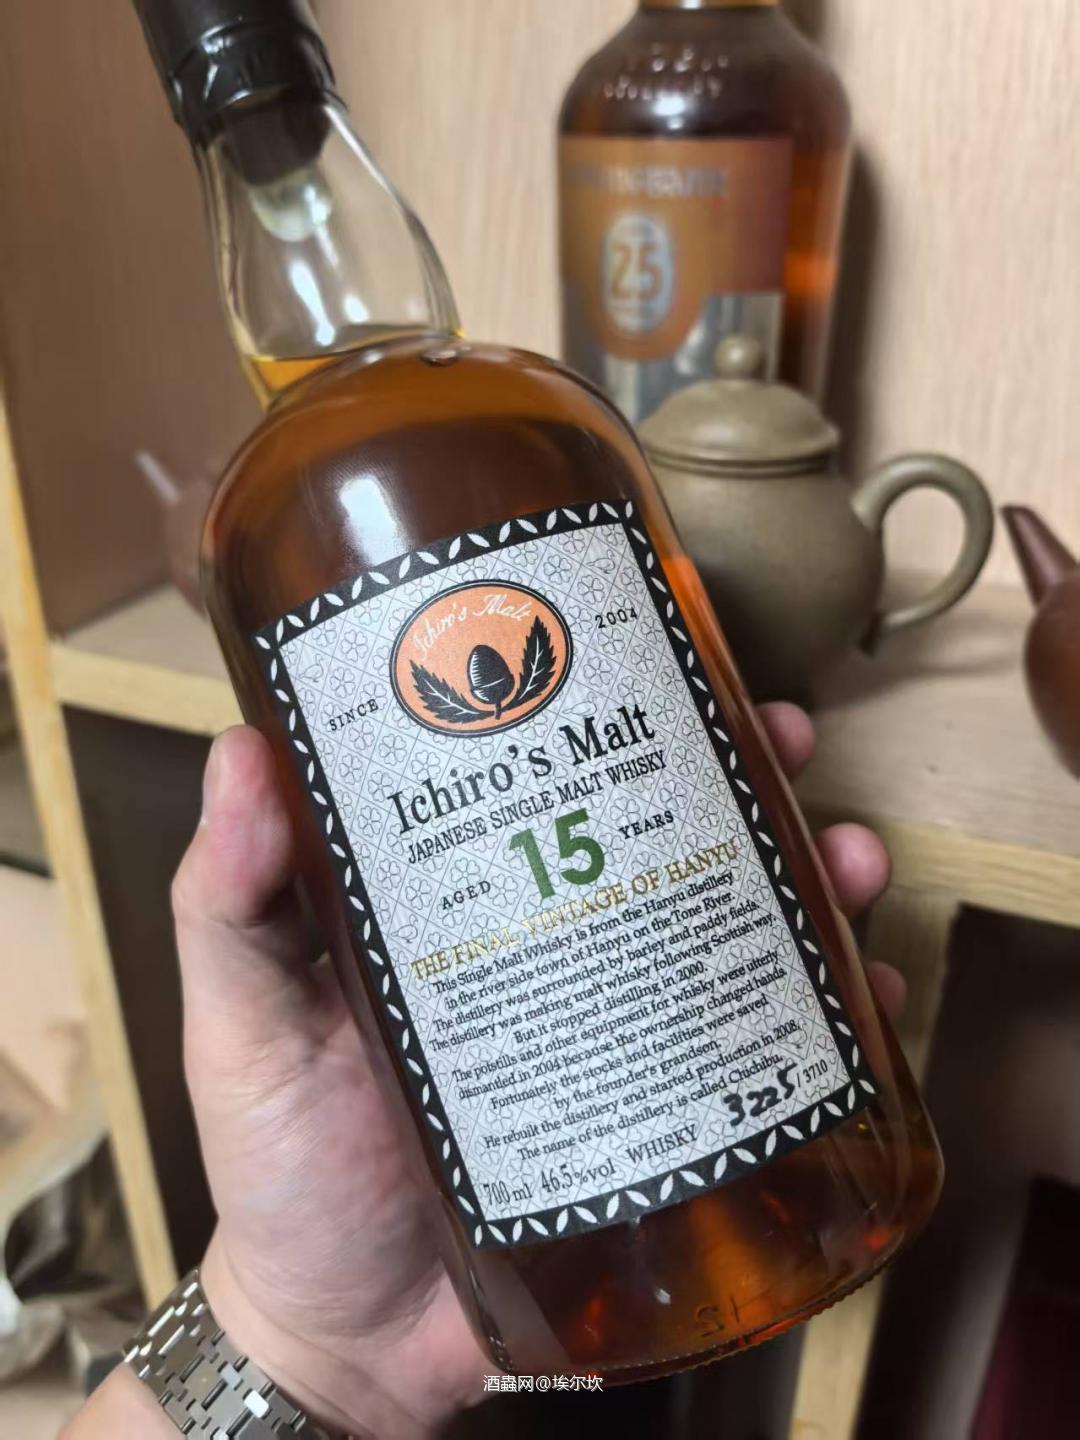 25
Ichiro's Malt
SINCE 2004
Ichiro's Malt
JAPANESE SINGLE MALT WHISKY
AGED 15 YEARS
THE FINAL VINTAGE OF HANYU
This Single Malt Whisky is from the Hanyu distillery
in the river side town of Hanyu on the Tone River.
The distillery was surrounded by barley and paddy fields.
The distillery was making malt whisky following Scottish way.
But it stopped distilling in 2000.
The potstills and other equipment for whisky were utterly
dismantled in 2004 because the ownership changed hands.
Fortunately the stocks and facilities were saved
by the founder's grandson.
He rebuilt the distillery and started production in 2008.
The name of the distillery is called Chichibu.
3225/3710
700ml 46.5%vol WHISKY
酒蟲网@埃尔坎